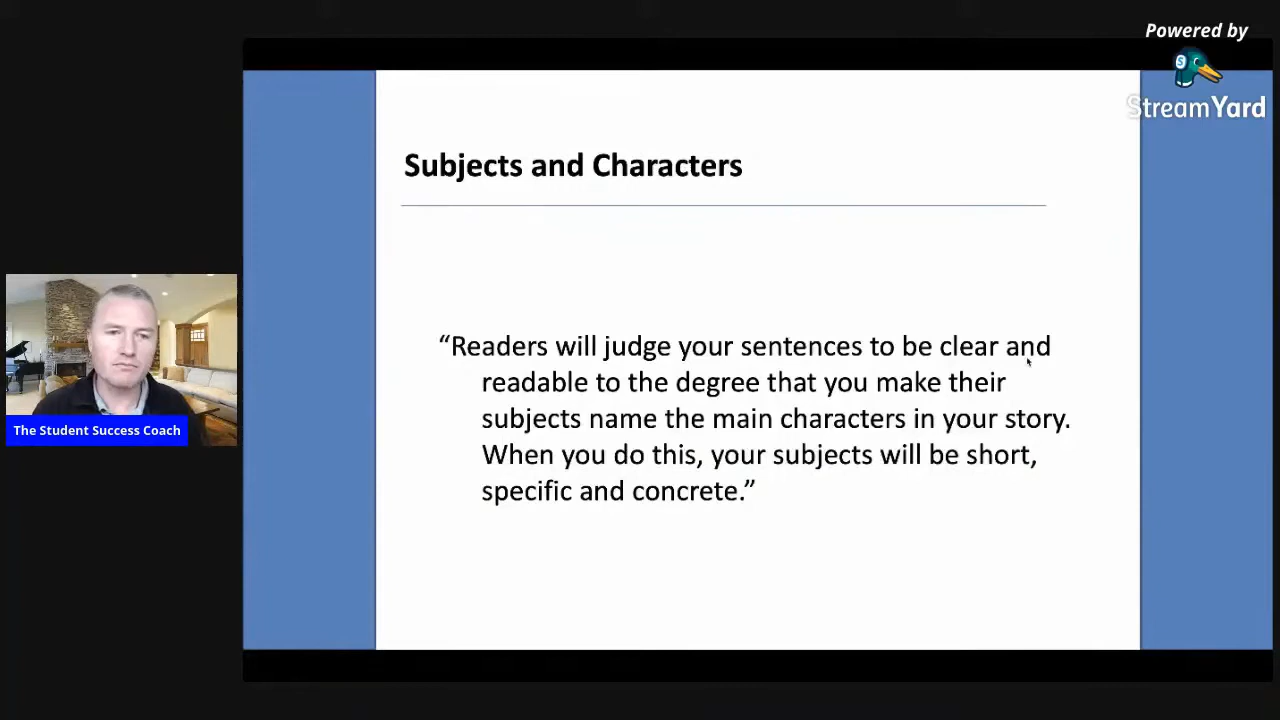 Powered by
StreamYard
Subjects and Characters
“Readers will judge your sentences to be clear and
readable to the degree that you make their
subjects name the main characters in your story.
When you do this, your subjects will be short,
specific and concrete.”
The Student Success Coach